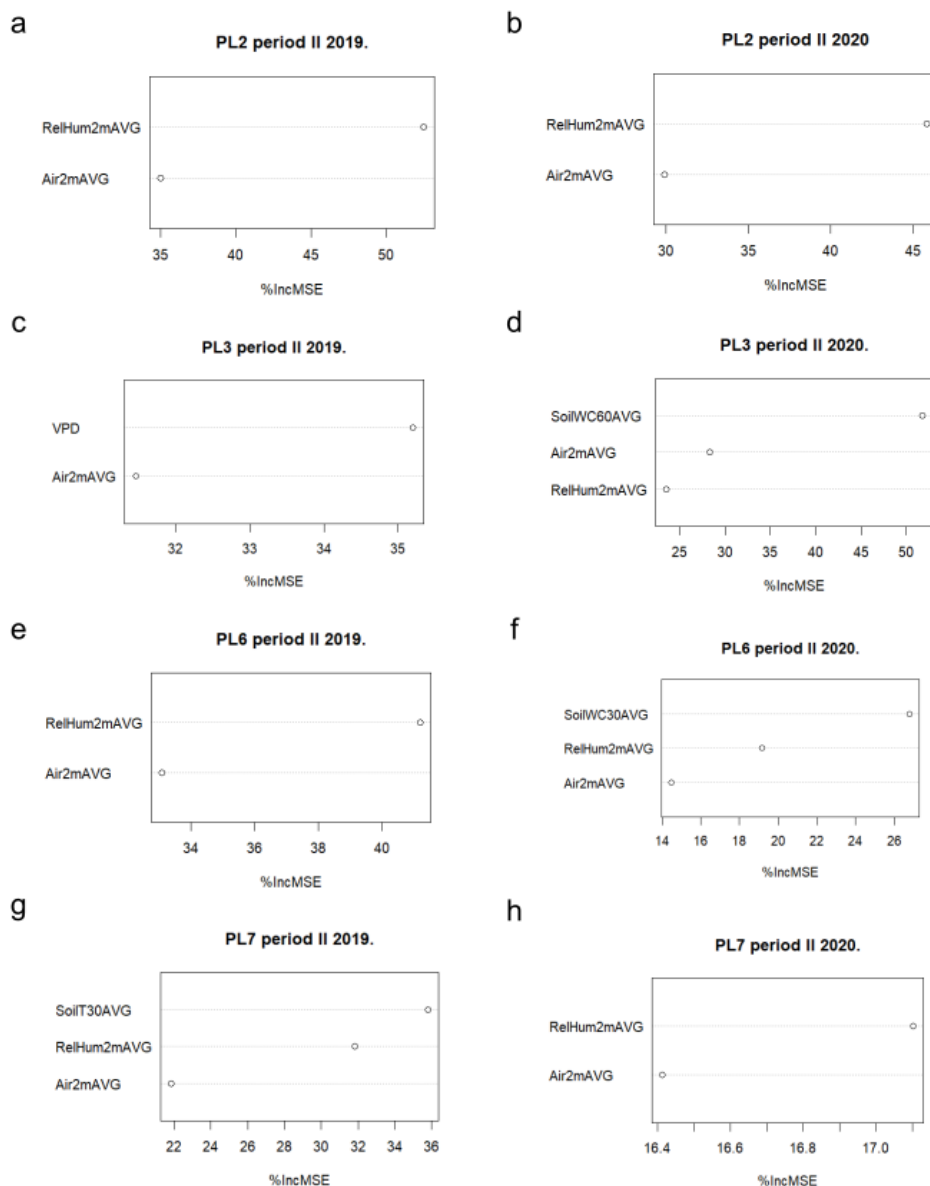 a
PL2 period II 2019.
RelHum2mAVG
Air2mAVG
35 40 45 50
%IncMSE
b
PL2 period II 2020
RelHum2mAVG
Air2mAVG
30 35 40 45
%IncMSE
c
PL3 period II 2019.
VPD
Air2mAVG
32 33 34 35
%IncMSE
d
PL3 period II 2020.
SoilWC60AVG
Air2mAVG
RelHum2mAVG
25 30 35 40 45 50
%IncMSE
e
PL6 period II 2019.
RelHum2mAVG
Air2mAVG
34 36 38 40
%IncMSE
f
PL6 period II 2020.
SoilWC30AVG
RelHum2mAVG
Air2mAVG
14 16 18 20 22 24 26
%IncMSE
g
PL7 period II 2019.
SoilT30AVG
RelHum2mAVG
Air2mAVG
22 24 26 28 30 32 34 36
%IncMSE
h
PL7 period II 2020.
RelHum2mAVG
Air2mAVG
16.4 16.6 16.8 17.0
%IncMSE